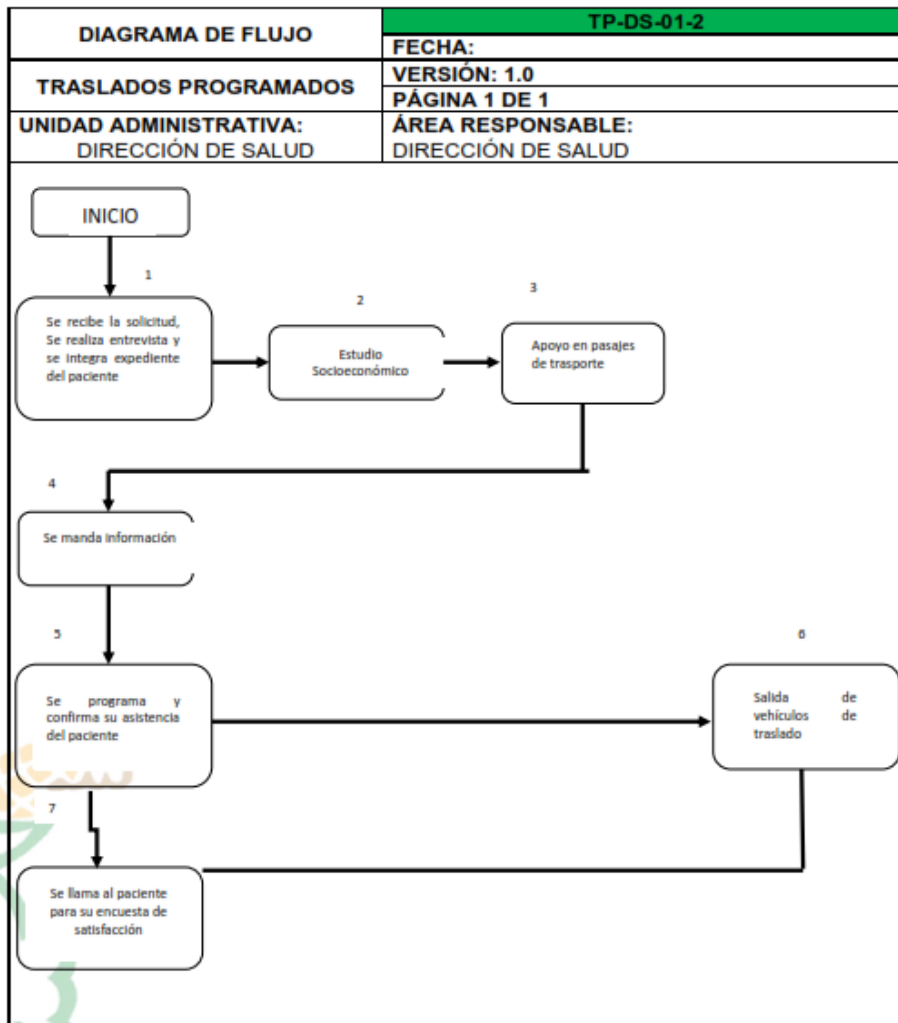 DIAGRAMA DE FLUJO
TP-DS-01-2
FECHA:
TRASLADOS PROGRAMADOS
VERSIÓN: 1.0
PÁGINA 1 DE 1
UNIDAD ADMINISTRATIVA:
DIRECCIÓN DE SALUD
ÁREA RESPONSABLE:
DIRECCIÓN DE SALUD
INICIO
1
Se recibe la solicitud,
Se realiza entrevista y
se integra expediente
del paciente
2
Estudio
Socioeconómico
3
Apoyo en pasajes
de trasporte
4
Se manda información
5
Se programa y
confirma su asistencia
del paciente
6
Salida de
vehículos de
traslado
7
Se llama al paciente
para su encuesta de
satisfacción